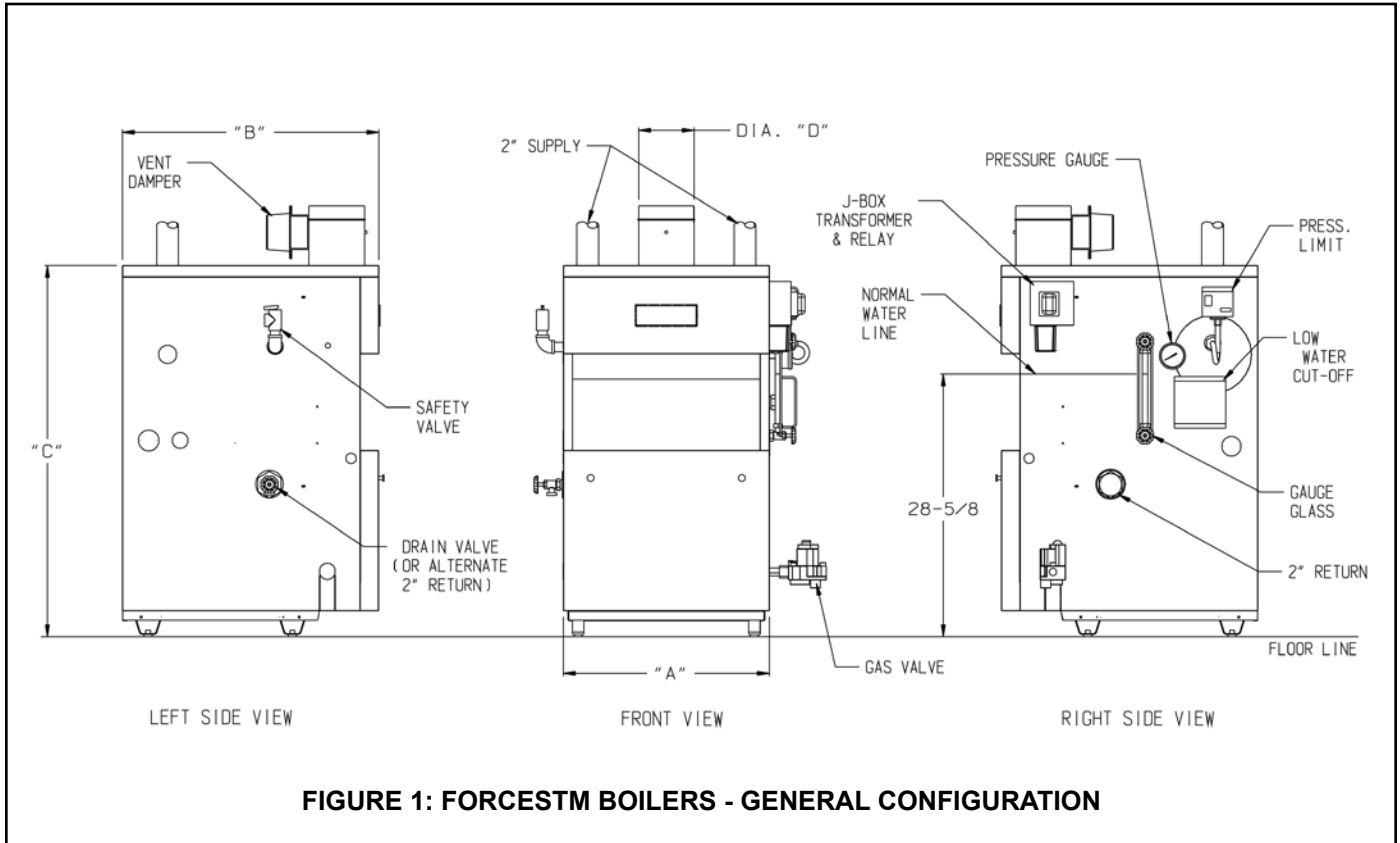 "B"
VENT
DAMPER
SAFETY
VALVE
"C"
DRAIN VALVE
(OR ALTERNATE
2" RETURN)
LEFT SIDE VIEW
2" SUPPLY
DIA. "D"
"A"
GAS VALVE
FRONT VIEW
PRESSURE GAUGE
J-BOX
TRANSFORMER
& RELAY
PRESS.
LIMIT
NORMAL
WATER
LINE
LOW
WATER
CUT-OFF
28-5/8
GAUGE
GLASS
2" RETURN
FLOOR LINE
RIGHT SIDE VIEW
FIGURE 1: FORCESTM BOILERS - GENERAL CONFIGURATION